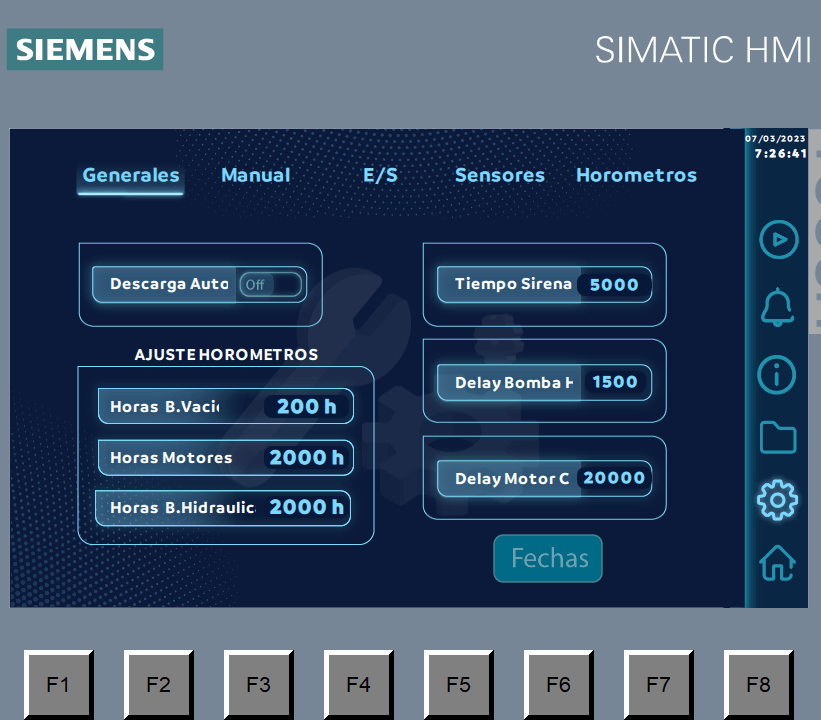 SIEMENS
SIMATIC HMI
07/03/2023
7:26:41
Generales Manual E/S Sensores Horometros
Descarga Auto Off
Tiempo Sirena 5000
AJUSTE HOROMETROS
Horas B.Vaci 200 h
Delay Bomba H 1500
Horas Motores 2000 h
Delay Motor C 20000
Horas B.Hidraulic 2000 h
Fechas
F1 F2 F3 F4 F5 F6 F7 F8